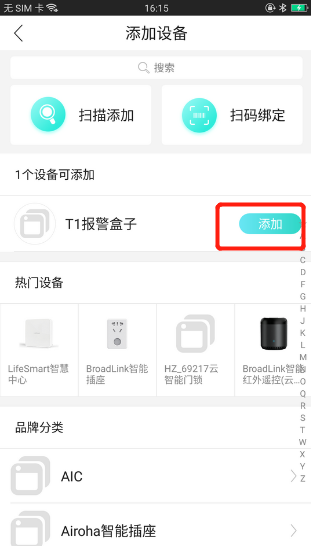 无 SIM 卡
16:15
添加设备
搜索
扫描添加
扫码绑定
1个设备可添加
T1报警盒子
添加
热门设备
LifeSmart智慧
中心
BroadLink智能
插座
HZ_69217云
智能门锁
BroadLink智能
红外遥控(云...
品牌分类
AIC
Airoha智能插座
A
C
D
F
G
H
J
K
L
M
N
O
Q
R
S
T
W
X
Y
Z